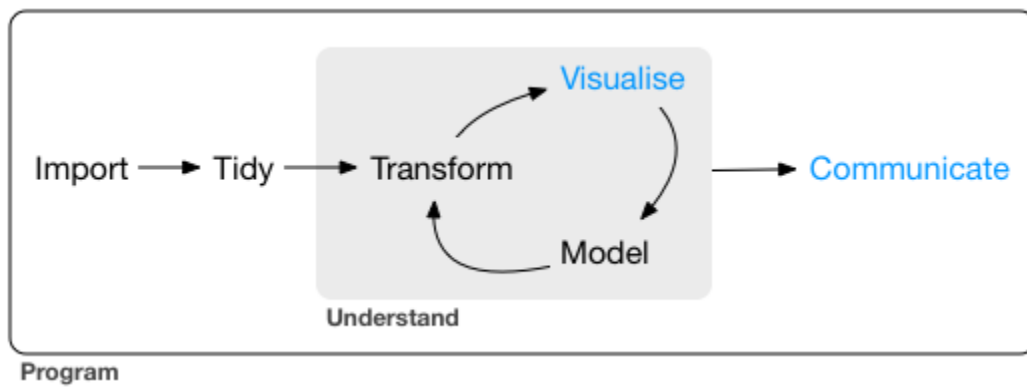 Visualise
Import
Tidy
Transform
Communicate
Model
Understand
Program